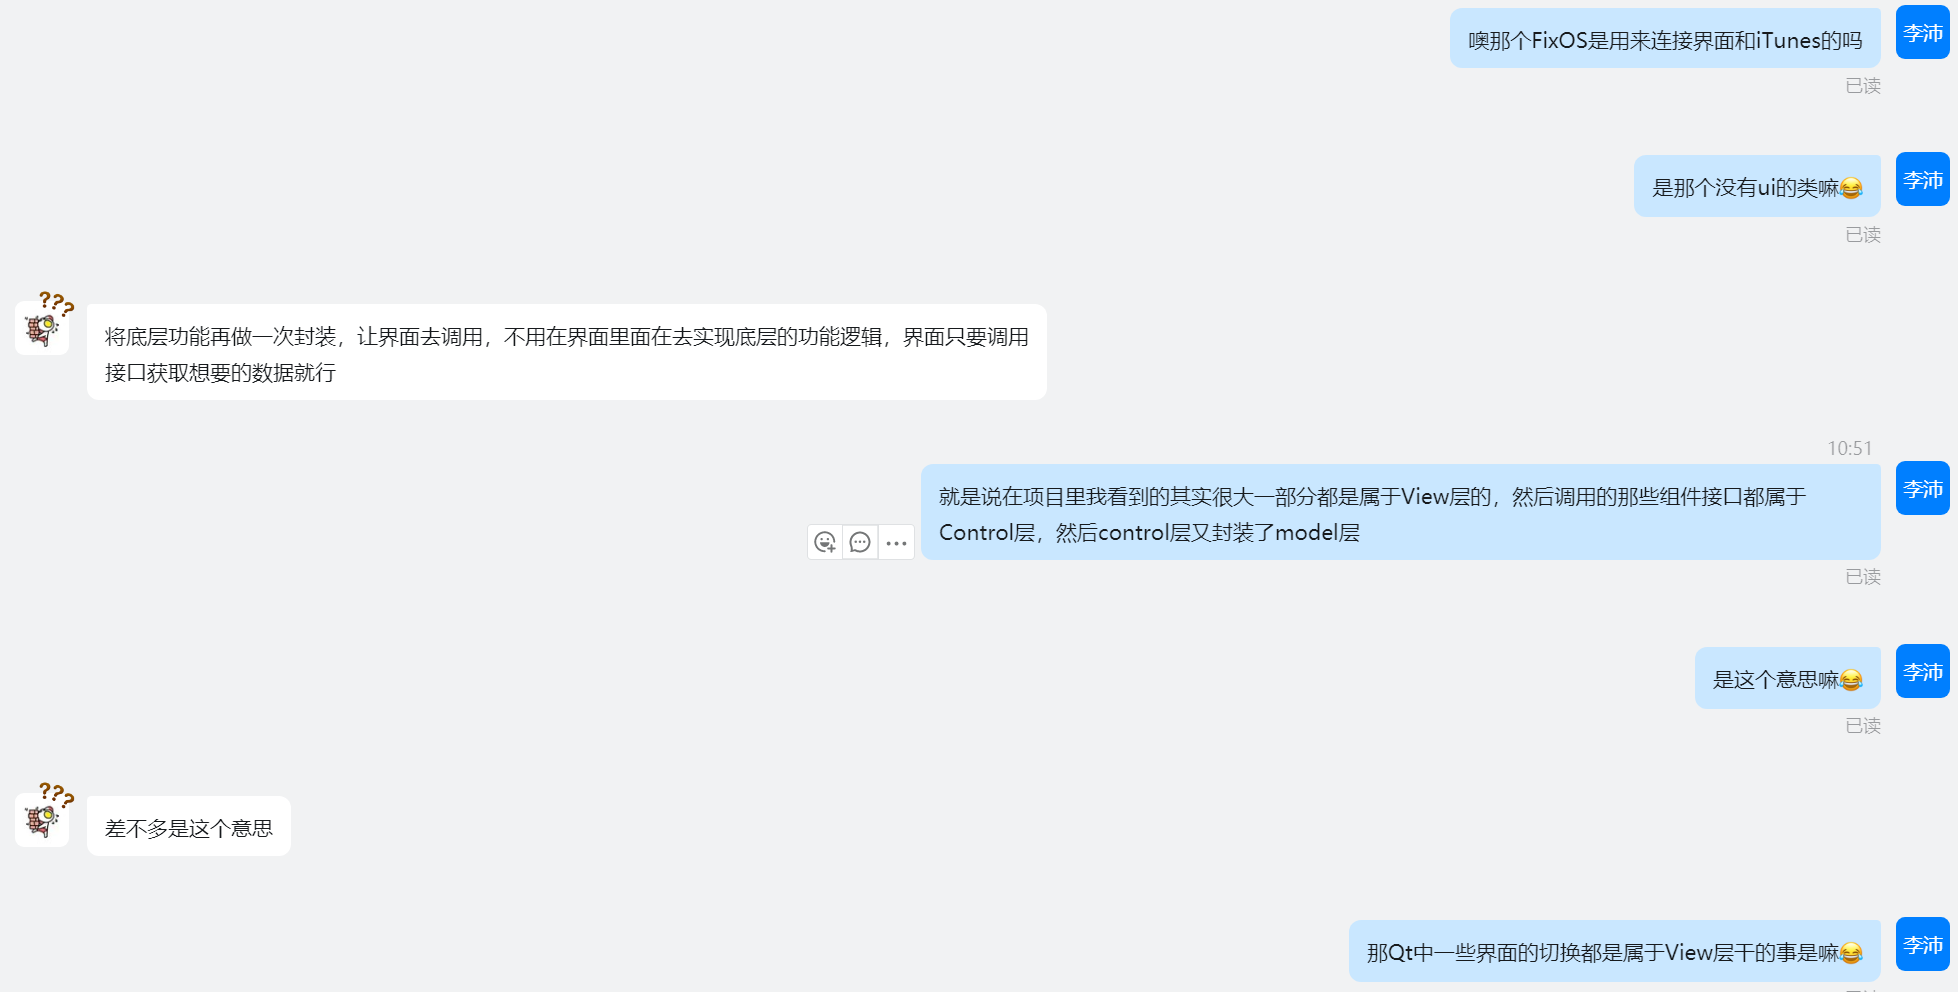 噢那个FixOS是用来连接界面和iTunes的吗
李沛
已读
是那个没有ui的类嘛😂
李沛
已读
???
将底层功能再做一次封装，让界面去调用，不用在界面里面在去实现底层的功能逻辑，界面只要调用
接口获取想要的数据就行
10:51
就是说在项目里我看到的其实很大一部分都是属于View层的，然后调用的那些组件接口都属于
Control层，然后control层又封装了model层
李沛
已读
是这个意思嘛😂
李沛
已读
???
差不多是这个意思
那Qt中一些界面的切换都是属于View层干的事是嘛😂
李沛